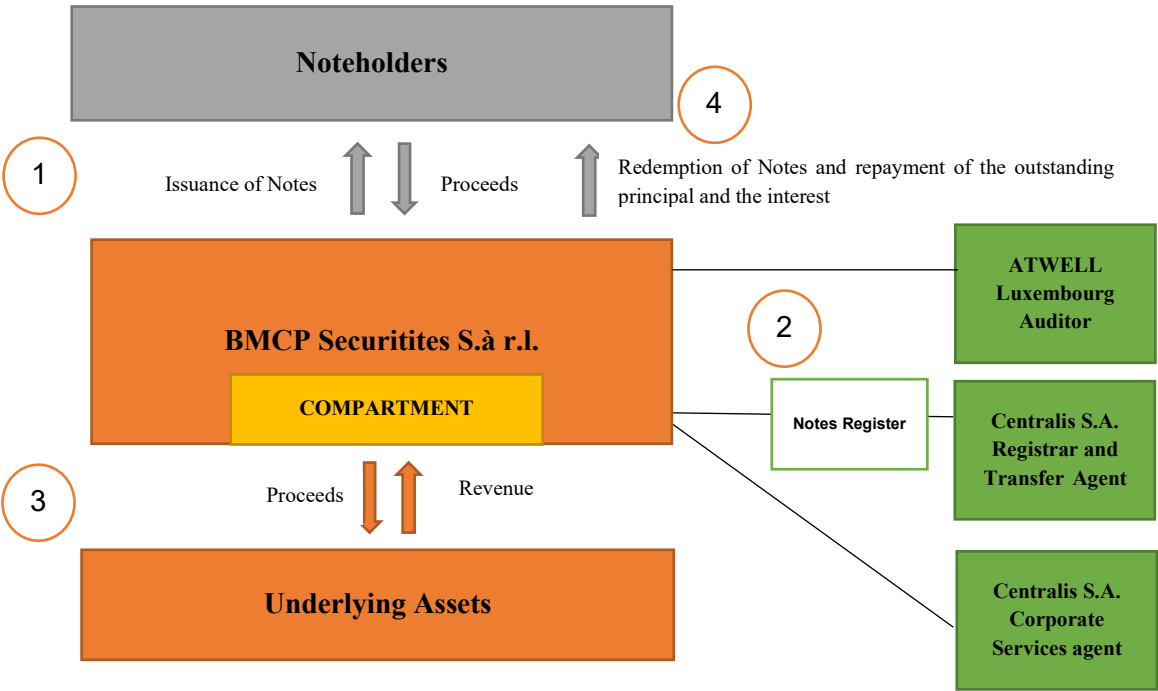 Noteholders
4
1
Issuance of Notes
Proceeds
Redemption of Notes and repayment of the outstanding
principal and the interest
ATWELL
Luxembourg
Auditor
2
BMCP Securitites S.à r.l.
COMPARTMENT
Notes Register
Centralis S.A.
Registrar and
Transfer Agent
3
Proceeds
Revenue
Underlying Assets
Centralis S.A.
Corporate
Services agent